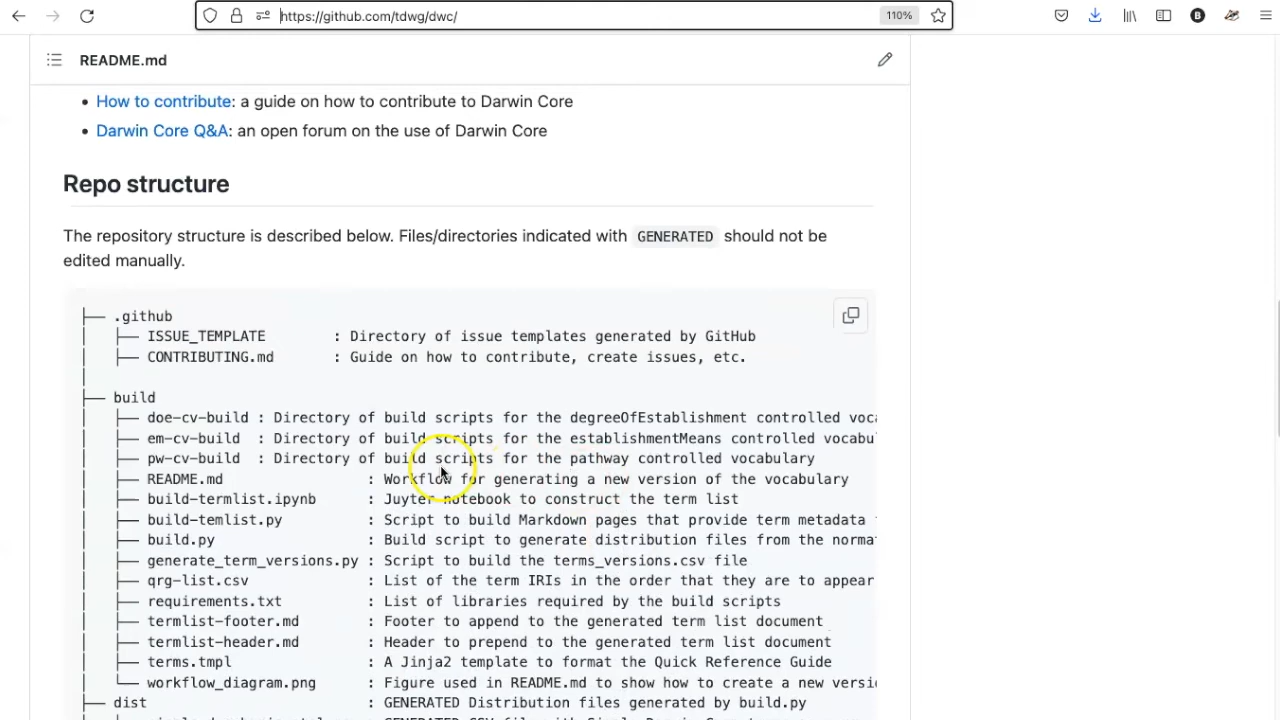 https://github.com/tdwg/dwc/
110%
README.md
• How to contribute: a guide on how to contribute to Darwin Core
• Darwin Core Q&A: an open forum on the use of Darwin Core
Repo structure
The repository structure is described below. Files/directories indicated with GENERATED should not be
edited manually.
├── .github
│   ├── ISSUE_TEMPLATE        : Directory of issue templates generated by GitHub
│   ├── CONTRIBUTING.md       : Guide on how to contribute, create issues, etc.
│
├── build
│   ├── doe-cv-build : Directory of build scripts for the degreeOfEstablishment controlled voca
│   ├── em-cv-build  : Directory of build scripts for the establishmentMeans controlled vocabu
│   ├── pw-cv-build  : Directory of build scripts for the pathway controlled vocabulary
│   ├── README.md                 : Workflow for generating a new version of the vocabulary
│   ├── build-termlist.ipynb      : Juyter notebook to construct the term list
│   ├── build-temlist.py          : Script to build Markdown pages that provide term metadata
│   ├── build.py                  : Build script to generate distribution files from the norma
│   ├── generate_term_versions.py : Script to build the terms_versions.csv file
│   ├── qrg-list.csv              : List of the term IRIs in the order that they are to appear
│   ├── requirements.txt          : List of libraries required by the build scripts
│   ├── termlist-footer.md        : Footer to append to the generated term list document
│   ├── termlist-header.md        : Header to prepend to the generated term list document
│   ├── terms.tmpl                : A Jinja2 template to format the Quick Reference Guide
│   └── workflow_diagram.png      : Figure used in README.md to show how to create a new versi
├── dist                          : GENERATED Distribution files generated by build.py